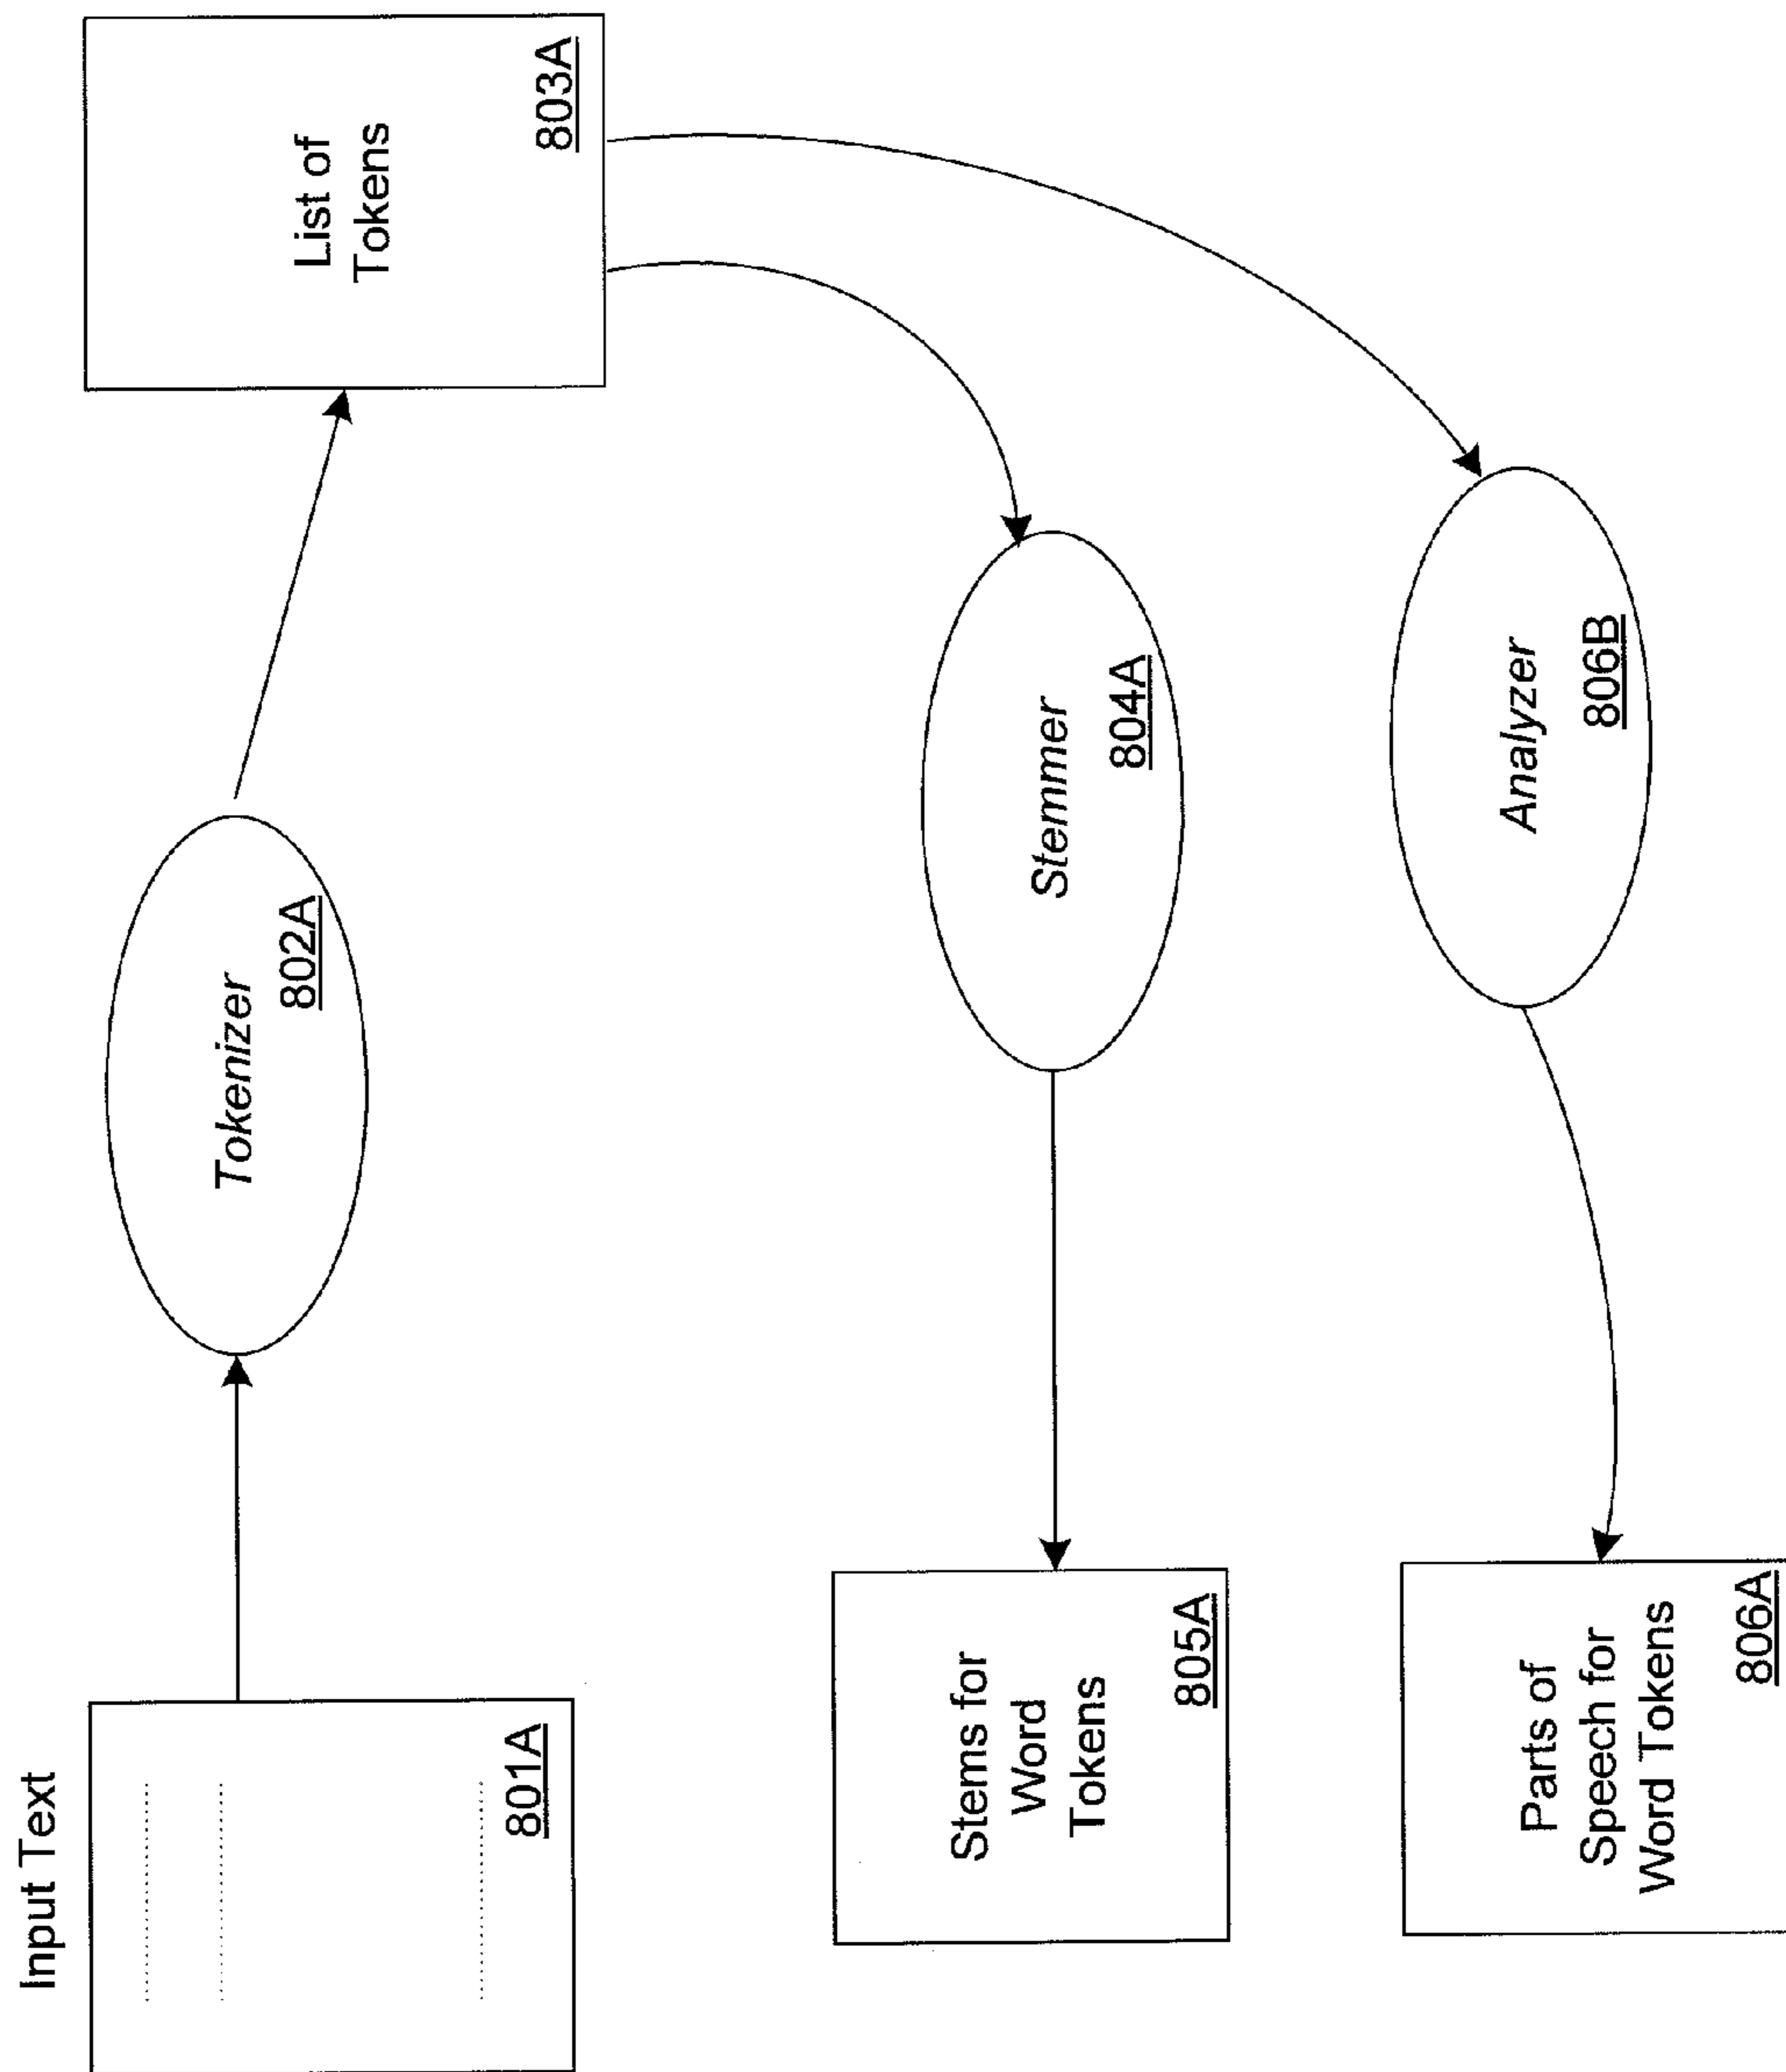 Input Text
801A
Tokenizer
802A
List of
Tokens
803A
Stemmer
804A
Stems for
Word
Tokens
805A
Analyzer
806B
Parts of
Speech for
Word Tokens
806A